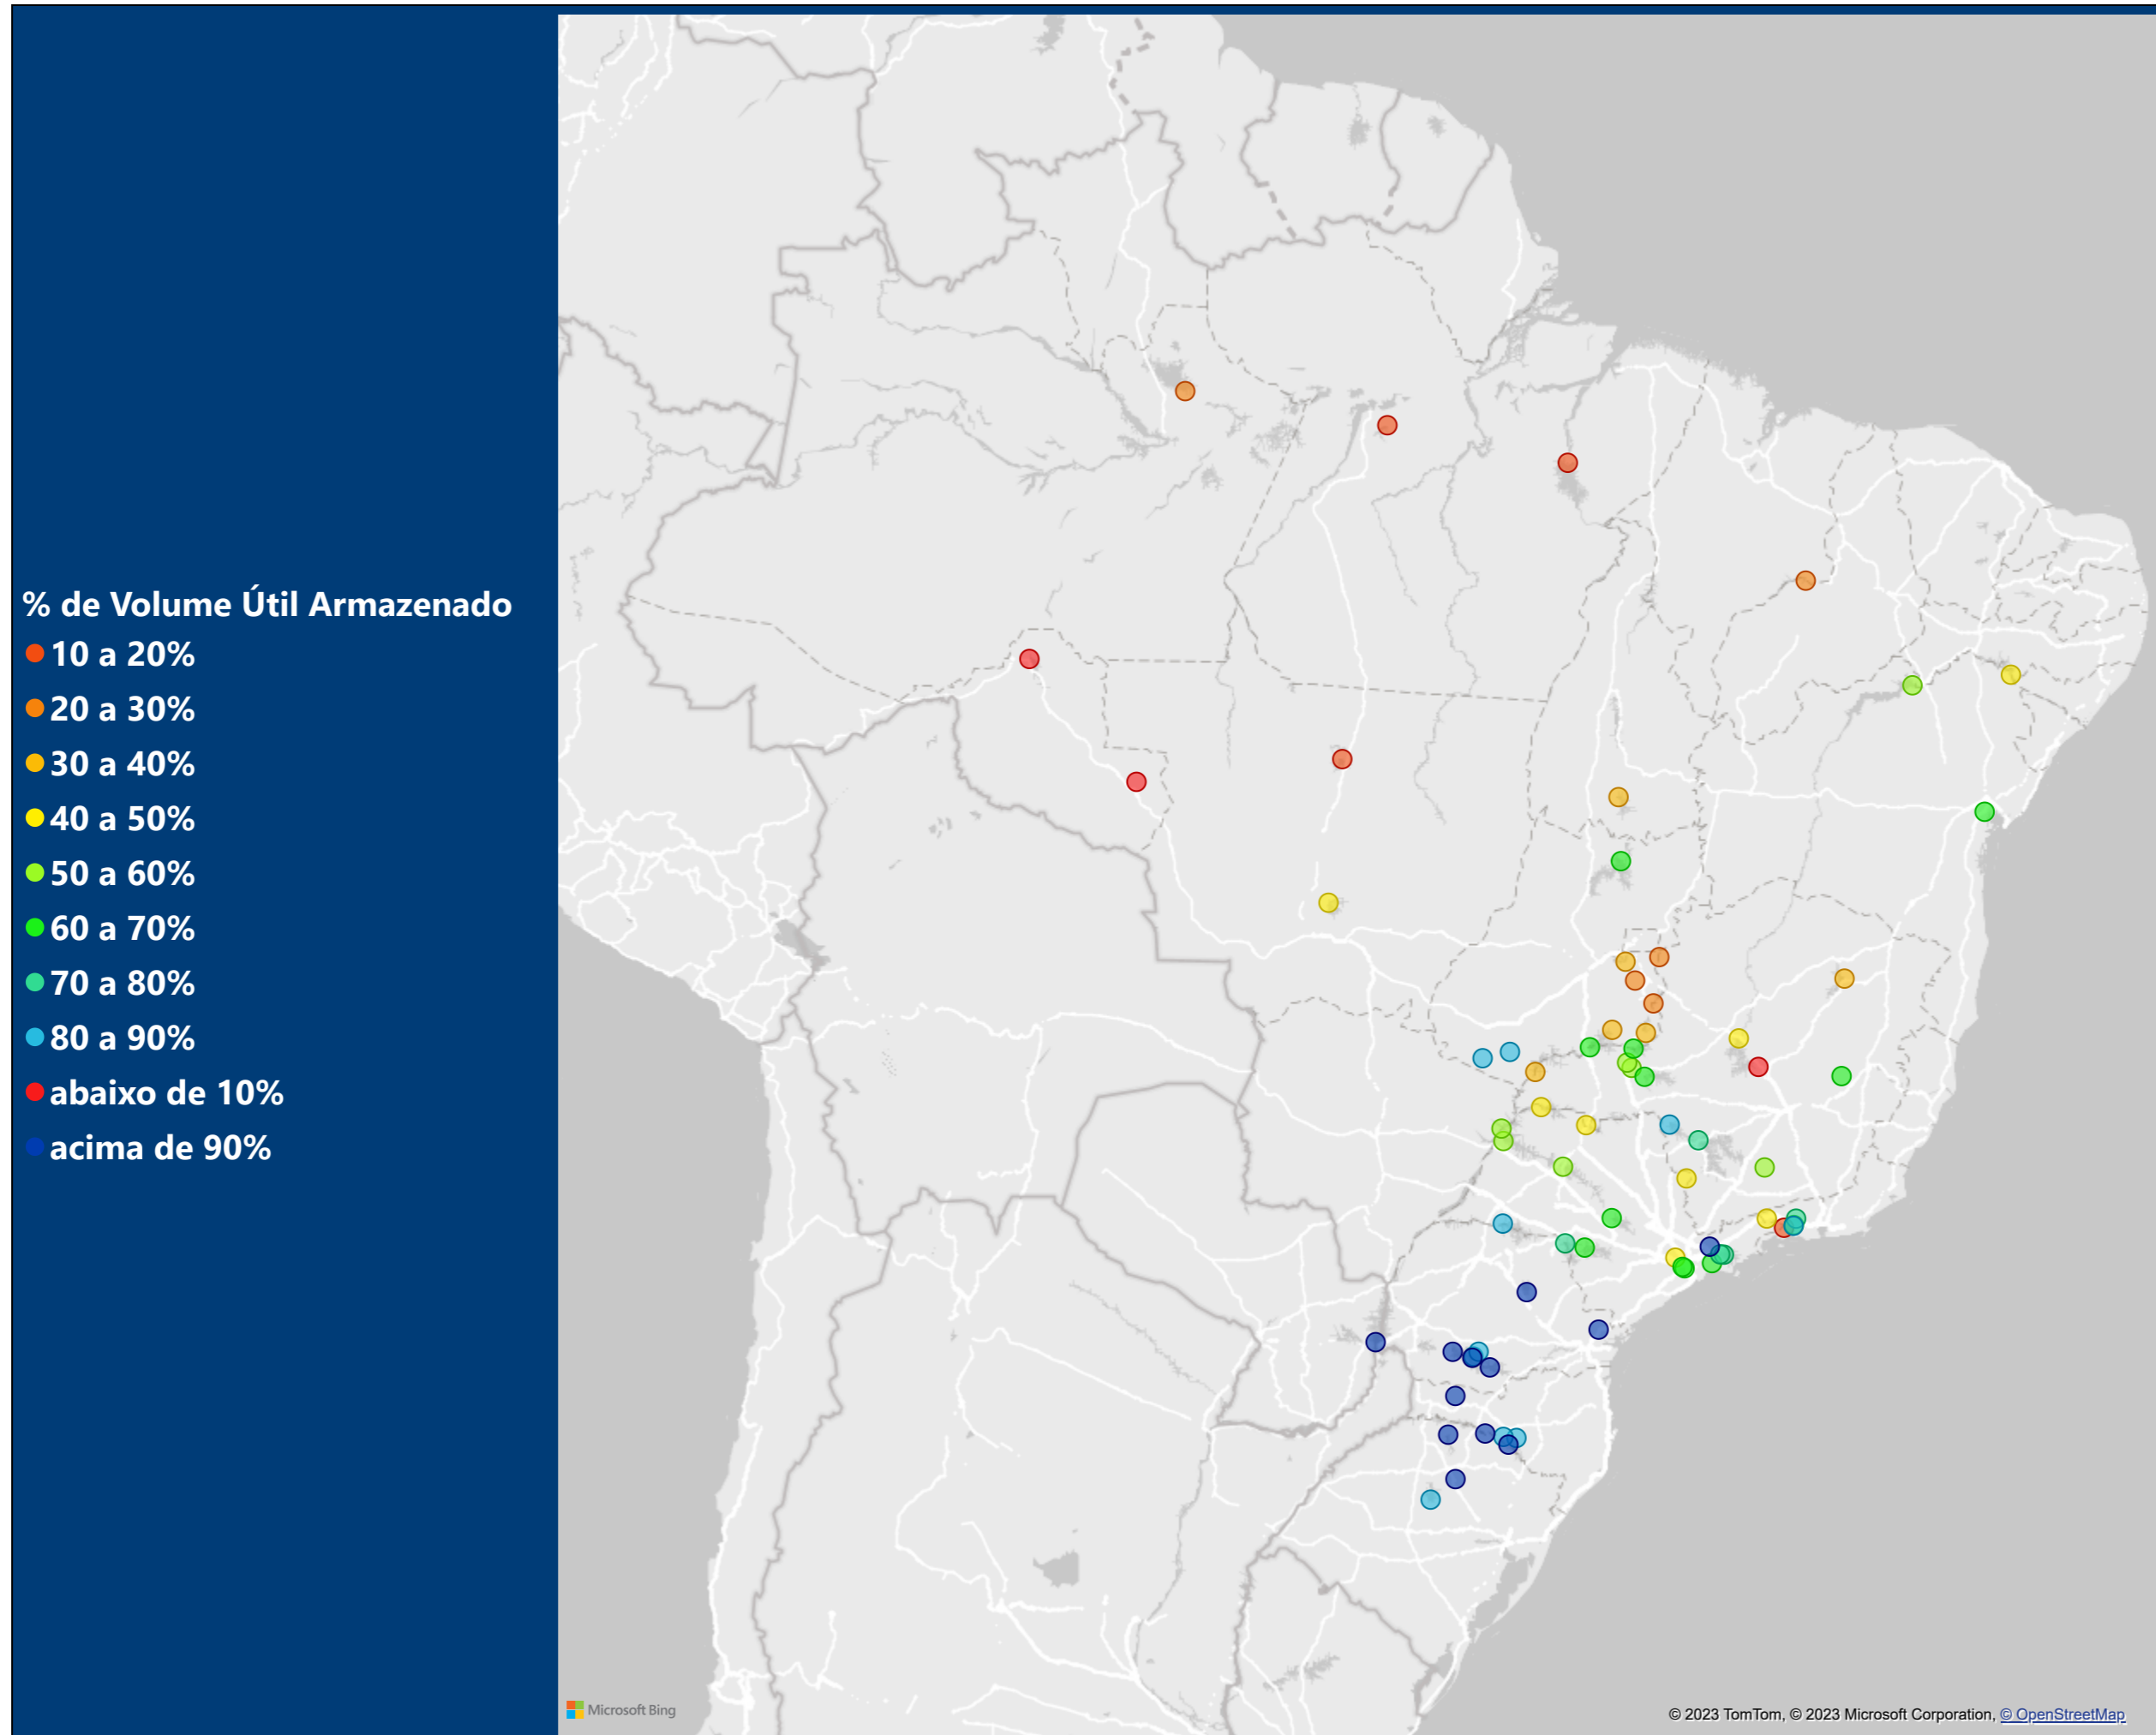 % de Volume Útil Armazenado
10 a 20%
20 a 30%
30 a 40%
40 a 50%
50 a 60%
60 a 70%
70 a 80%
80 a 90%
abaixo de 10%
acima de 90%
Microsoft Bing
© 2023 TomTom, © 2023 Microsoft Corporation, © OpenStreetMap